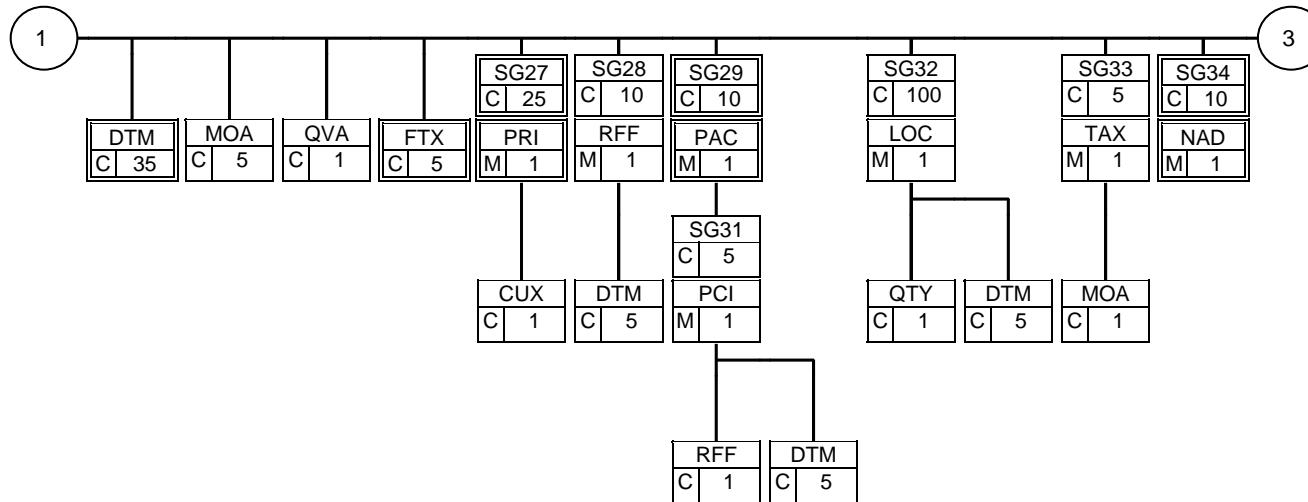 1
3
SG27
C 25
SG28
C 10
SG29
C 10
SG32
C 100
SG33
C 5
SG34
C 10
DTM
C 35
MOA
C 5
QVA
C 1
FTX
C 5
PRI
M 1
RFF
M 1
PAC
M 1
LOC
M 1
TAX
M 1
NAD
M 1
SG31
C 5
CUX
C 1
DTM
C 5
PCI
M 1
QTY
C 1
DTM
C 5
MOA
C 1
RFF
C 1
DTM
C 5